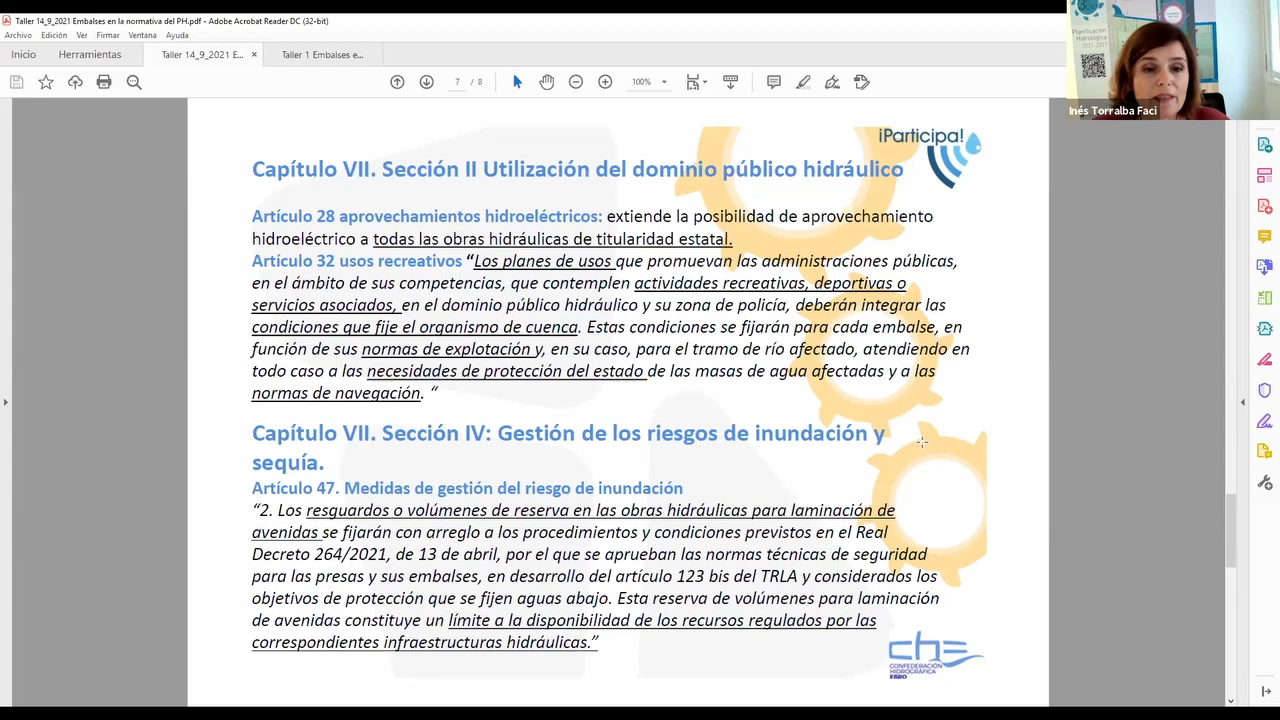 Taller 14_9_2021 Embalses en la normativa del PH.pdf - Adobe Acrobat Reader DC (32-bit)
Archivo Edición Ver Firmar Ventana Ayuda
Inicio Herramientas Taller 14_9_2021 E... × Taller 1 Embalses e...
7 / 8 100%
Planificación
Hidrológica
2021-2027
Inés Torralba Faci
¡Participa!
Capítulo VII. Sección II Utilización del dominio público hidráulico
Artículo 28 aprovechamientos hidroeléctricos: extiende la posibilidad de aprovechamiento
hidroeléctrico a todas las obras hidráulicas de titularidad estatal.
Artículo 32 usos recreativos “Los planes de usos que promuevan las administraciones públicas,
en el ámbito de sus competencias, que contemplen actividades recreativas, deportivas o
servicios asociados, en el dominio público hidráulico y su zona de policía, deberán integrar las
condiciones que fije el organismo de cuenca. Estas condiciones se fijarán para cada embalse, en
función de sus normas de explotación y, en su caso, para el tramo de río afectado, atendiendo en
todo caso a las necesidades de protección del estado de las masas de agua afectadas y a las
normas de navegación. “
Capítulo VII. Sección IV: Gestión de los riesgos de inundación y
sequía.
Artículo 47. Medidas de gestión del riesgo de inundación
“2. Los resguardos o volúmenes de reserva en las obras hidráulicas para laminación de
avenidas se fijarán con arreglo a los procedimientos y condiciones previstos en el Real
Decreto 264/2021, de 13 de abril, por el que se aprueban las normas técnicas de seguridad
para las presas y sus embalses, en desarrollo del artículo 123 bis del TRLA y considerados los
objetivos de protección que se fijen aguas abajo. Esta reserva de volúmenes para laminación
de avenidas constituye un límite a la disponibilidad de los recursos regulados por las
correspondientes infraestructuras hidráulicas.”
che
CONFEDERACIÓN
HIDROGRÁFICA
EBRO